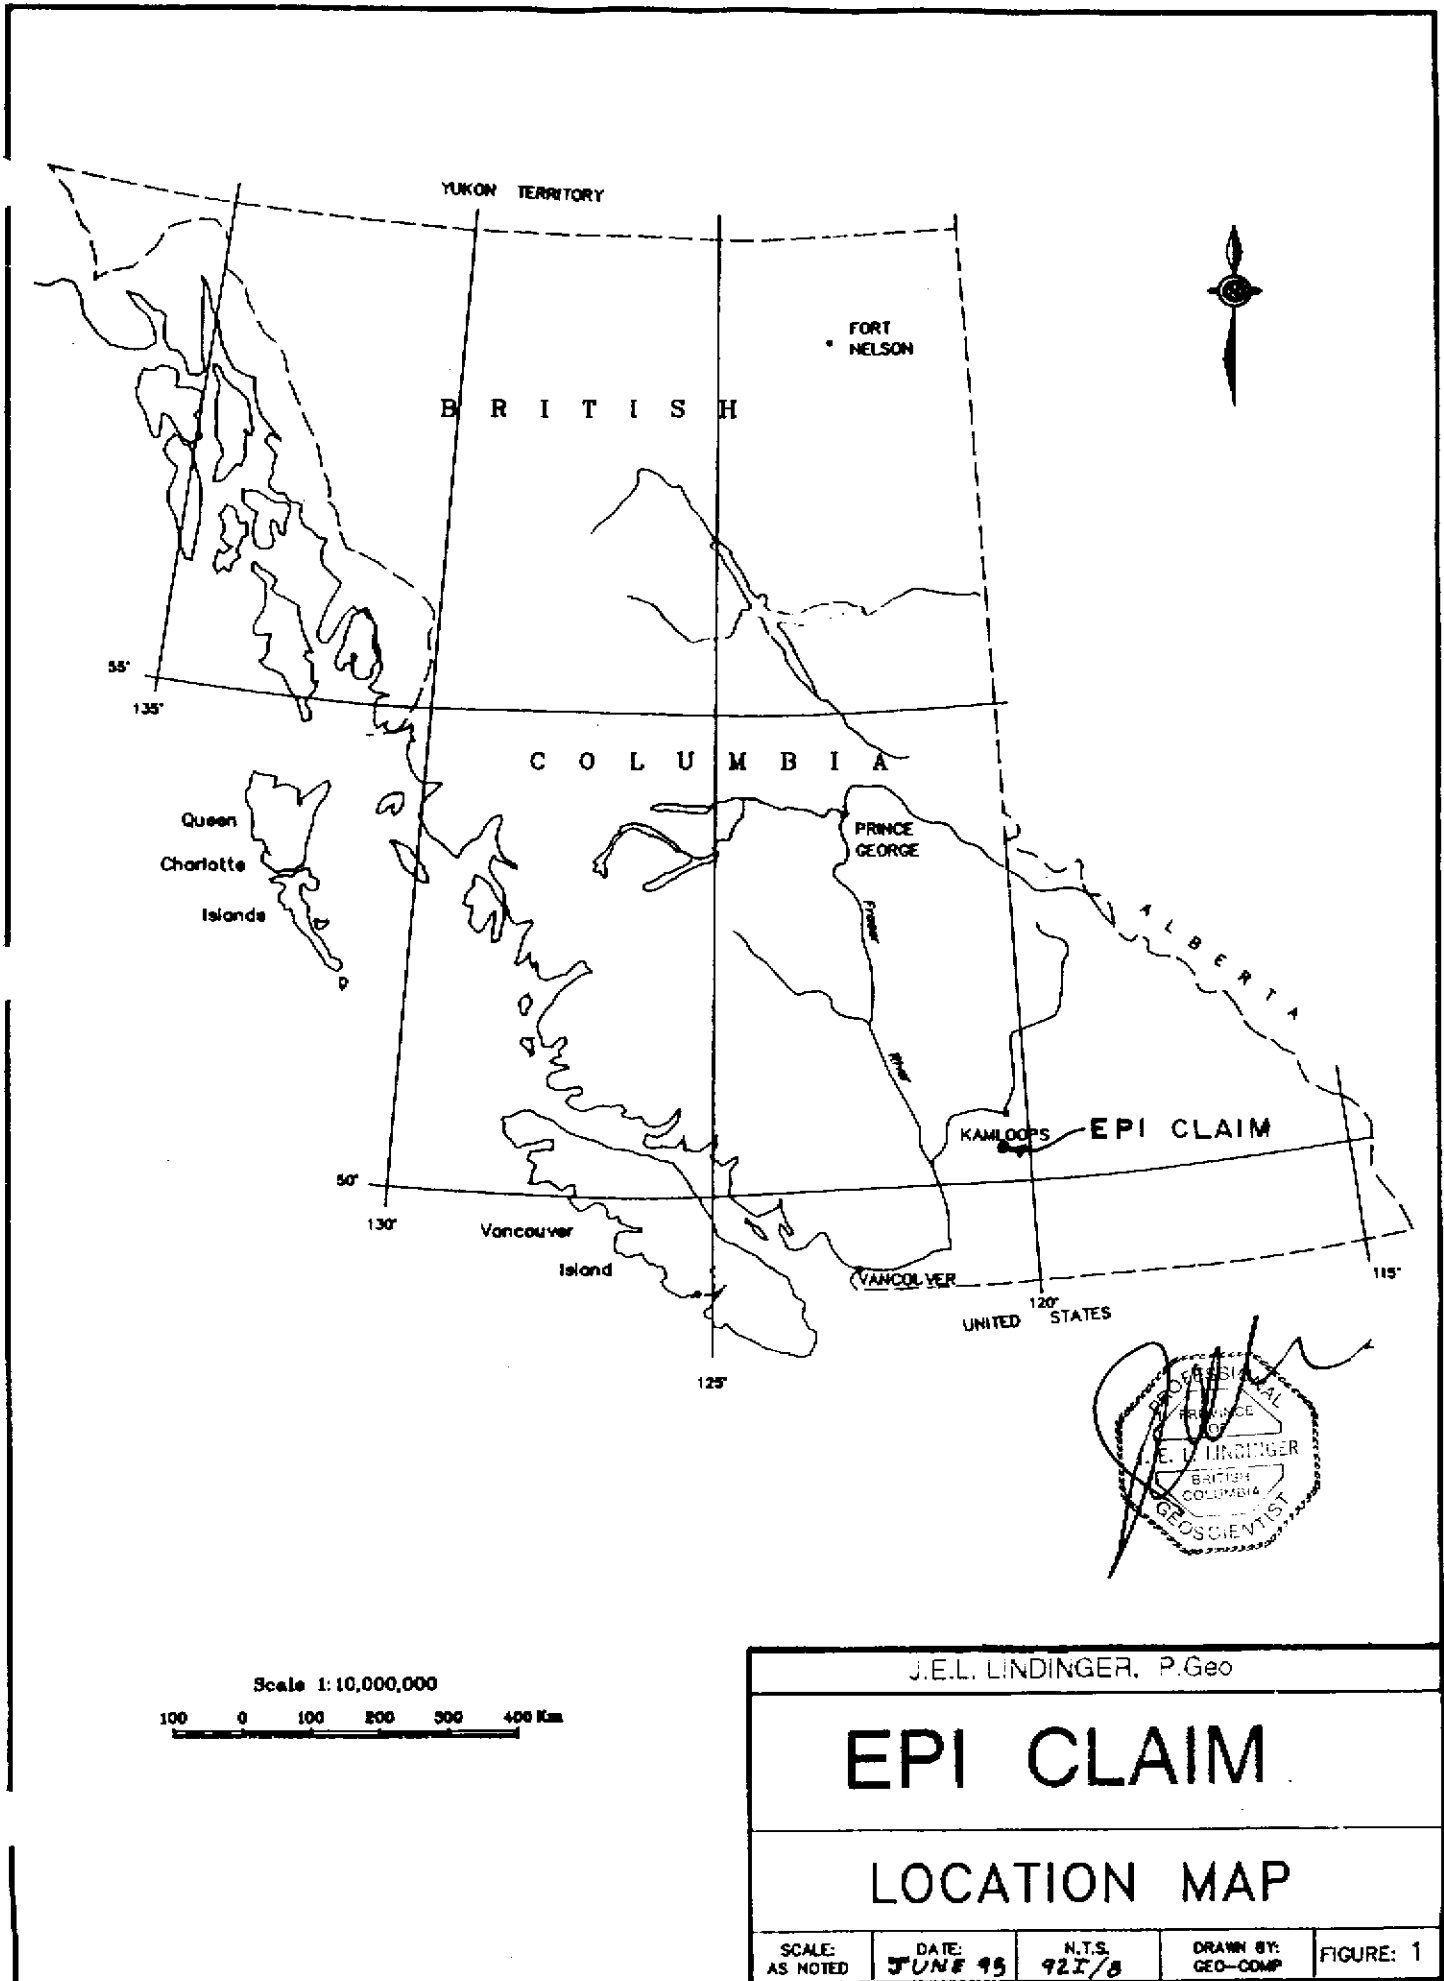 YUKON TERRITORY
FORT
NELSON
BRITISH
55°
135°
COLUMBIA
Queen
Charlotte
Islands
PRINCE
GEORGE
Fraser
River
ALBERTA
KAMLOOPS
EPI CLAIM
50°
130°
Vancouver
Island
VANCOUVER
120°
115°
UNITED STATES
125°
PROFESSIONAL
PROVINCE
OF
E. L. LINDINGER
BRITISH
COLUMBIA
GEOSCIENTIST
Scale 1:10,000,000
100 0 100 200 300 400 Km
J.E.L. LINDINGER, P.Geo
EPI CLAIM
LOCATION MAP
SCALE:
AS NOTED
DATE:
JUNE 95
N.T.S.
92I/8
DRAWN BY:
GEO-COMP
FIGURE: 1